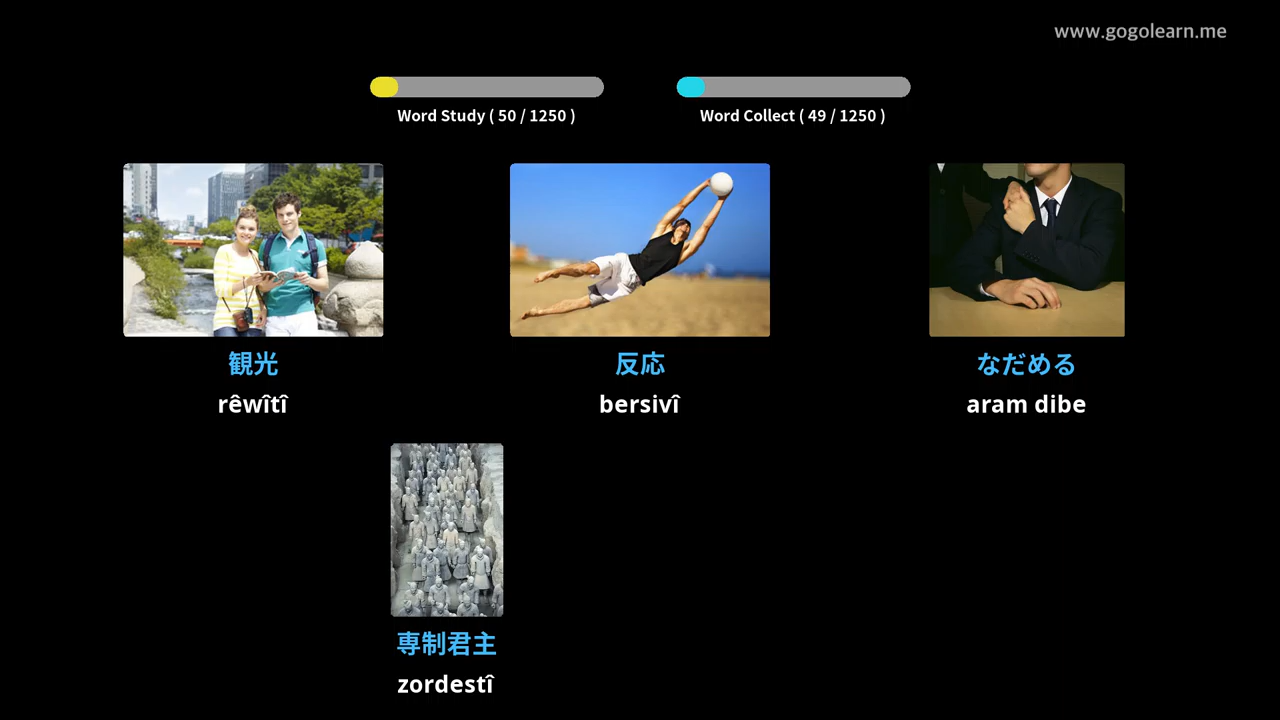 www.gogolearn.me
Word Study ( 50 / 1250 )
Word Collect ( 49 / 1250 )
観光
rêwîtî
反応
bersivî
なだめる
aram dibe
専制君主
zordestî